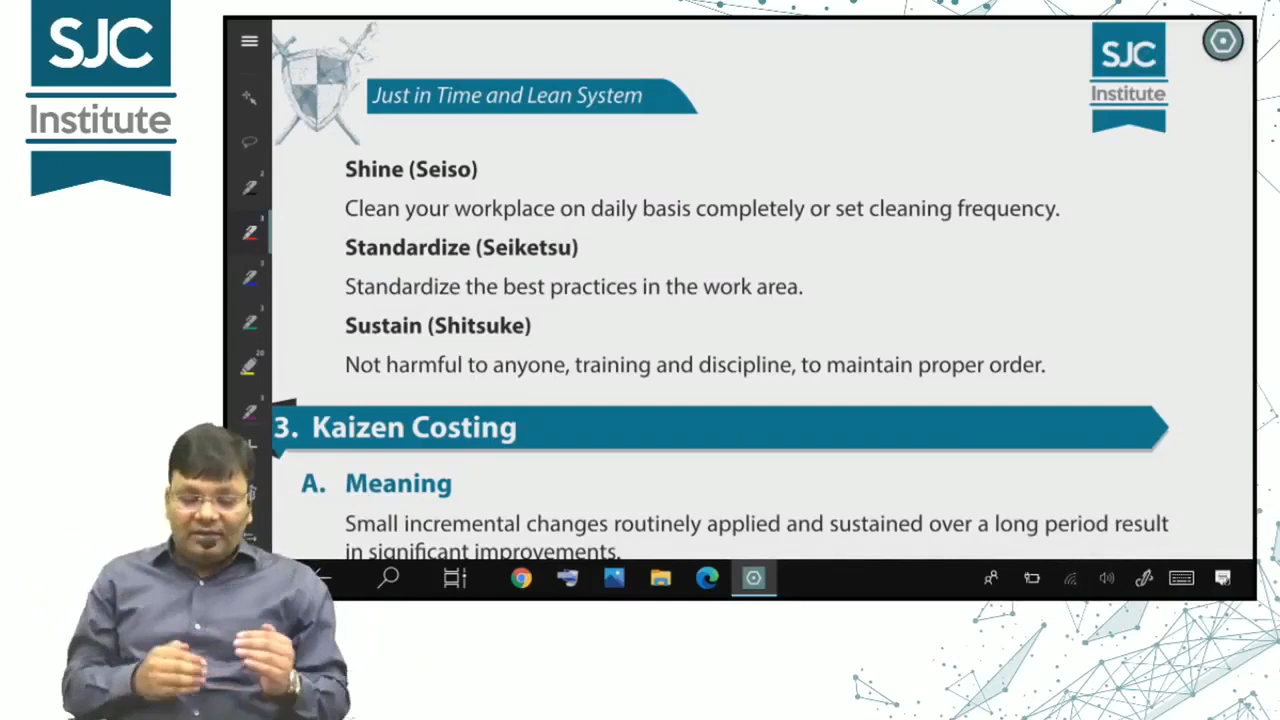 SJC
Institute
Just in Time and Lean System
SJC
Institute
Shine (Seiso)
Clean your workplace on daily basis completely or set cleaning frequency.
Standardize (Seiketsu)
Standardize the best practices in the work area.
Sustain (Shitsuke)
Not harmful to anyone, training and discipline, to maintain proper order.
3. Kaizen Costing
A. Meaning
Small incremental changes routinely applied and sustained over a long period result
in significant improvements.